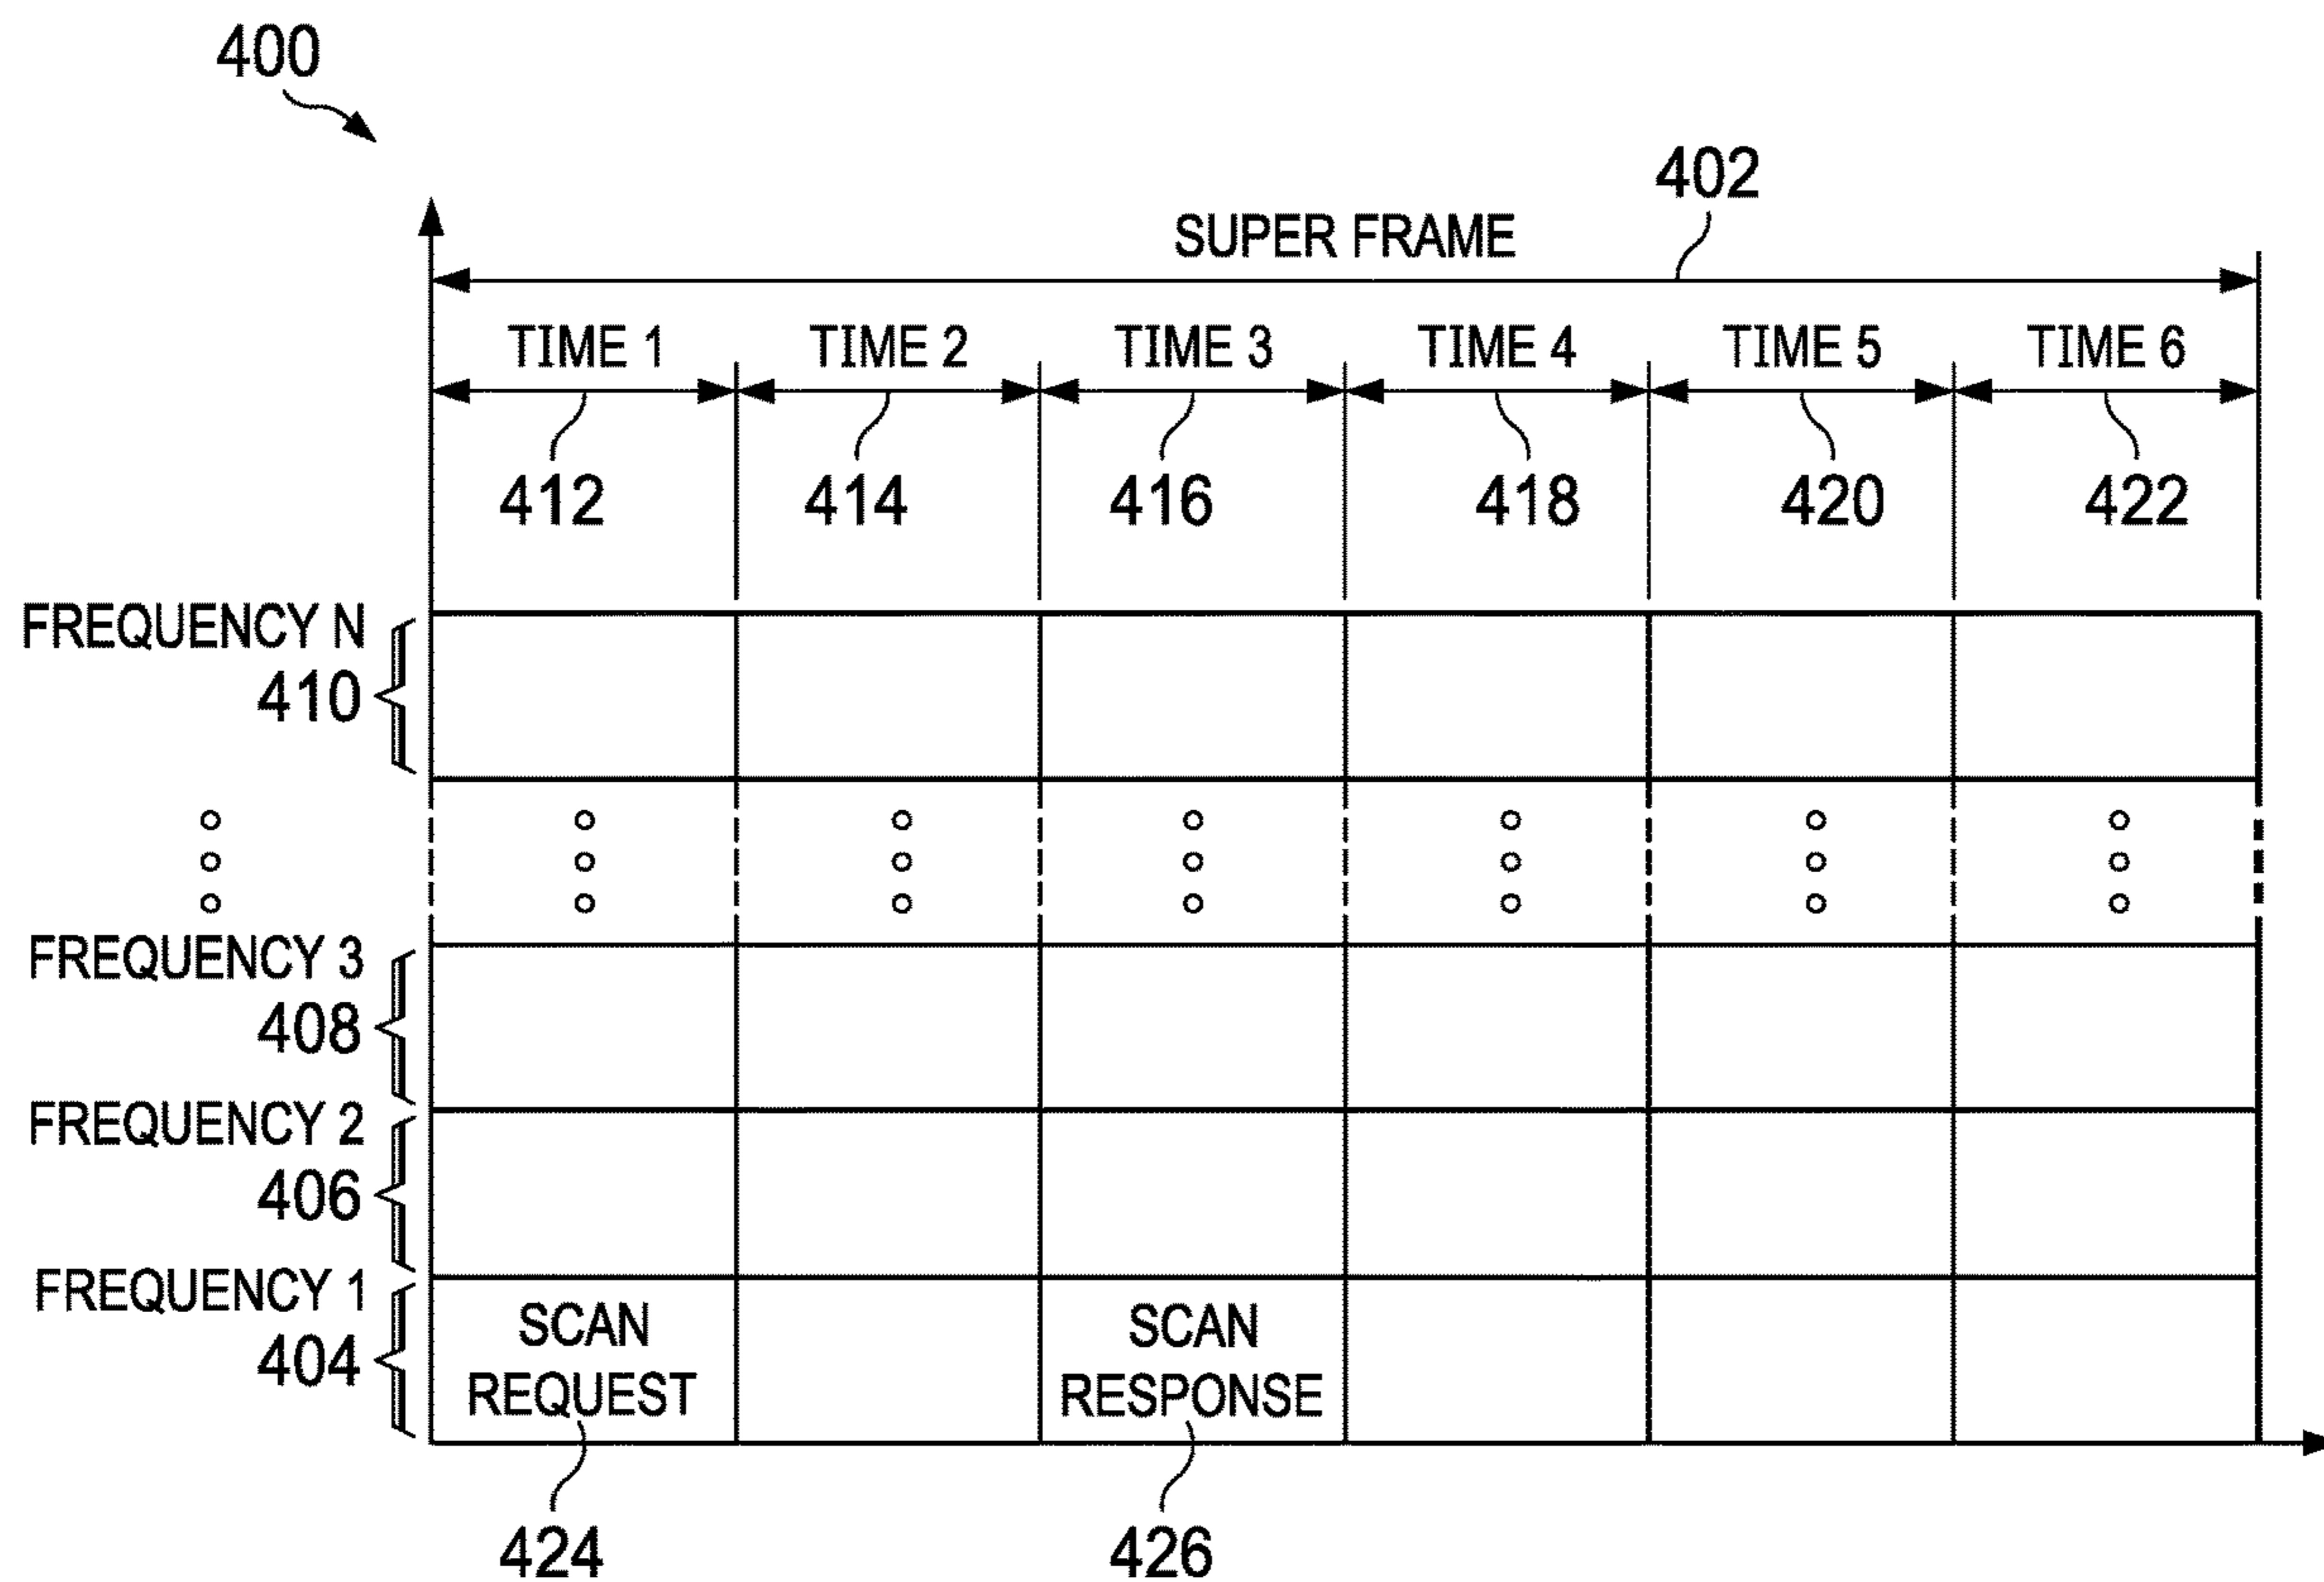 400
402
SUPER FRAME
TIME 1 TIME 2 TIME 3 TIME 4 TIME 5 TIME 6
412 414 416 418 420 422
FREQUENCY N
410
FREQUENCY 3
408
FREQUENCY 2
406
FREQUENCY 1
404
SCAN
REQUEST
SCAN
RESPONSE
424 426